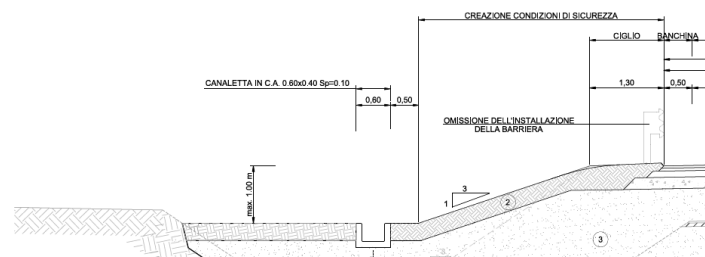 CREAZIONE CONDIZIONI DI SICUREZZA
CIGLIO
BANCHINA
CANALETTA IN C.A. 0.60x0.40 Sp=0.10
0,60
0,50
1,30
0,50
OMISSIONE DELL'INSTALLAZIONE
DELLA BARRIERA
max. 1.00 m
3
1
2
3